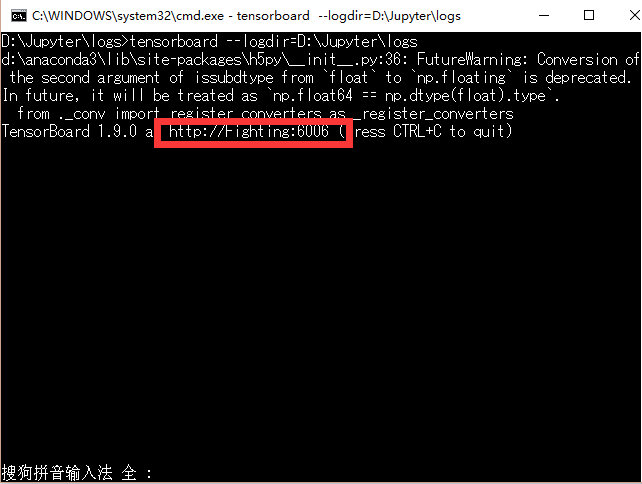 C:\WINDOWS\system32\cmd.exe - tensorboard --logdir=D:\Jupyter\logs
D:\Jupyter\logs>tensorboard --logdir=D:\Jupyter\logs
d:\anaconda3\lib\site-packages\h5py\__init__.py:36: FutureWarning: Conversion of
the second argument of issubdtype from `float` to `np.floating` is deprecated.
In future, it will be treated as `np.float64 == np.dtype(float).type`.
from ._conv import register_converters as _register_converters
TensorBoard 1.9.0 a http://Fighting:6006 (ress CTRL+C to quit)
搜狗拼音输入法 全 :